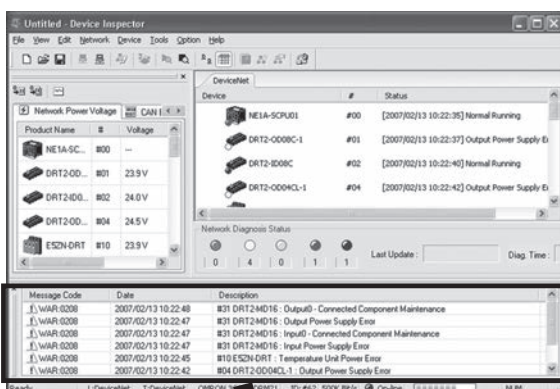 Untitled - Device Inspector
File View Edit Network Device Tools Option Help
Network Power Voltage CAN
Product Name # Voltage
NE1A-SC... #00 --
DRT2-OD... #01 23.9 V
DRT2-ID0... #02 24.0 V
DRT2-OD... #04 24.5 V
E5ZN-DRT #10 23.9 V
DeviceNet
Device # Status
NE1A-SCPU01 #00 [2007/02/13 10:22:35] Normal Running
DRT2-OD08C-1 #01 [2007/02/13 10:22:37] Output Power Supply E
DRT2-ID08C #02 [2007/02/13 10:22:40] Normal Running
DRT2-OD04CL-1 #04 [2007/02/13 10:22:42] Output Power Supply E
Network Diagnosis Status
0 4 0 1 1 Last Update : Diag. Time :
Message Code Date Description
WAR:0208 2007/02/13 10:22:48 #31 DRT2-MD16 : Output0 - Connected Component Maintenance
WAR:0208 2007/02/13 10:22:47 #31 DRT2-MD16 : Output Power Supply Error
WAR:0208 2007/02/13 10:22:47 #31 DRT2-MD16 : Input0 - Connected Component Maintenance
WAR:0208 2007/02/13 10:22:47 #31 DRT2-MD16 : Input Power Supply Error
WAR:0208 2007/02/13 10:22:45 #10 E5ZN-DRT : Temperature Unit Power Error
WAR:0208 2007/02/13 10:22:42 #04 DRT2-OD04CL-1 : Output Power Supply Error
Ready L:DeviceNet T:DeviceNet OMRON DRM21 ID:#62 500K Bit/s On-line NUM